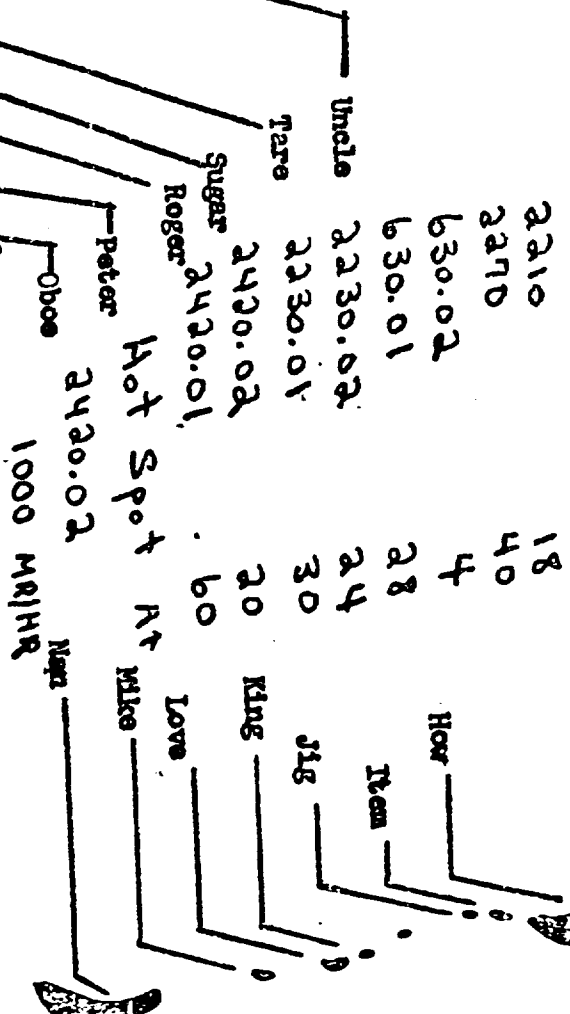 2210 18
2270 40
630.02 4
630.01 28
2230.02 24
2230.01 30
2420.02 20
2420.01 60
Hot Spot At
2420.02
1000 MR/HR
Uncle
Tare
Sugar
Roger
Peter
Oboe
How
Item
Jig
King
Love
Mike
Nan